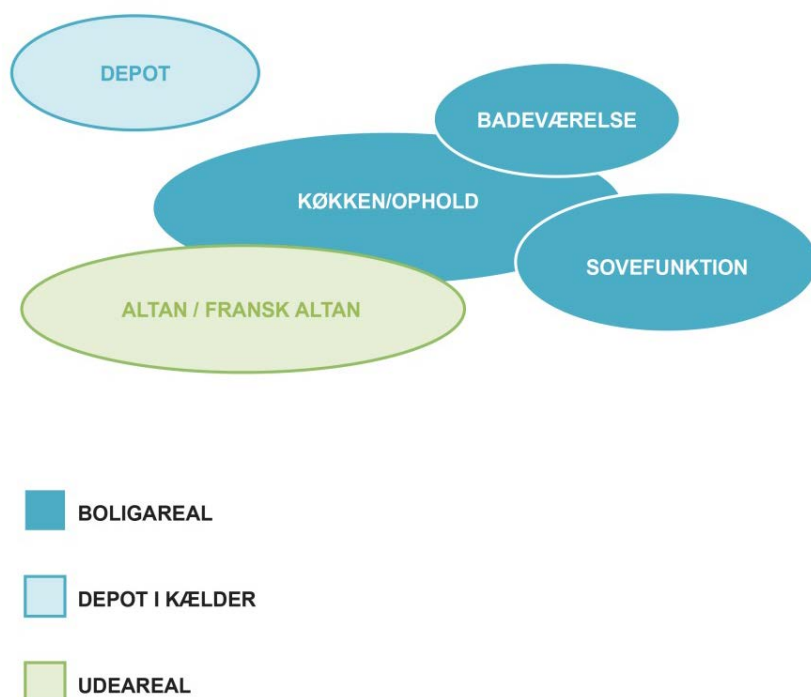 DEPOT
BADEVÆRELSE
KØKKEN/OPHOLD
SOVEFUNKTION
ALTAN / FRANSK ALTAN
BOLIGAREAL
DEPOT I KÆLDER
UDEAREAL